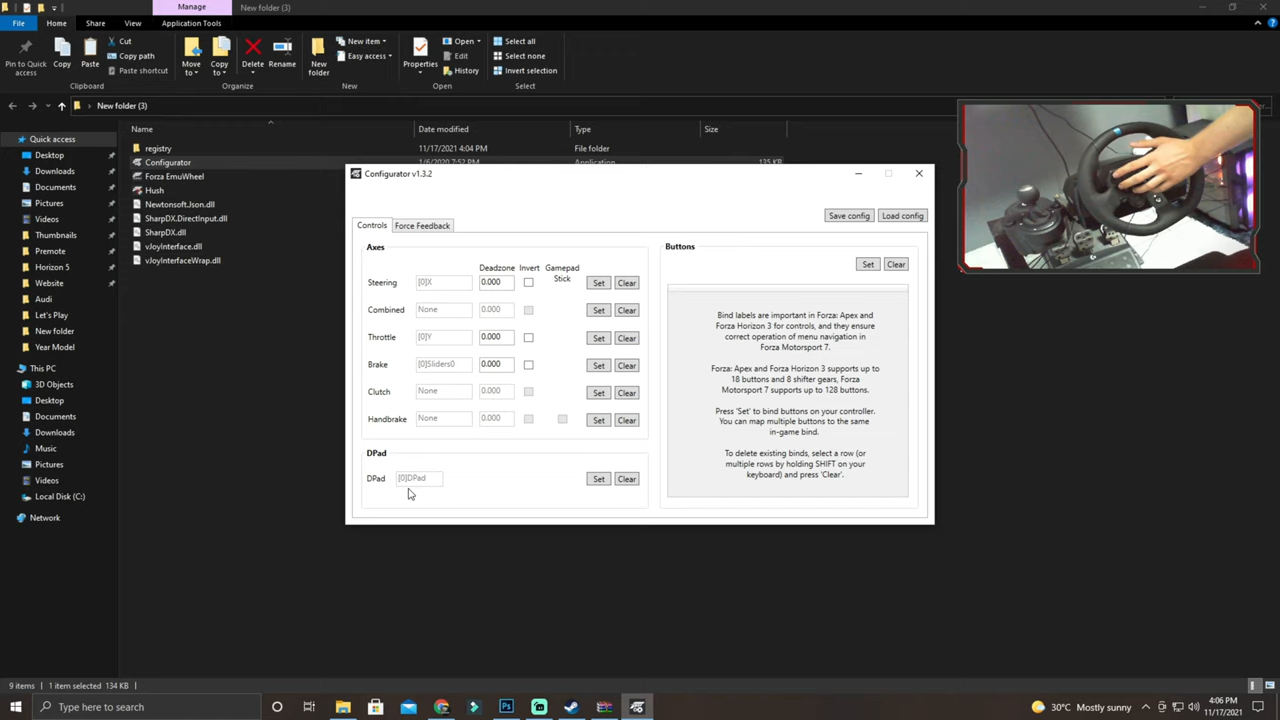 Manage
New folder (3)
File
Home
Share
View
Application Tools
Pin to Quick
access
Copy
Paste
Cut
Copy path
Paste shortcut
Clipboard
Move
to
Copy
to
Delete
Rename
Organize
New
folder
New item
Easy access
New
Properties
Open
Edit
History
Open
Select all
Select none
Invert selection
Select
New folder (3)
Name
Date modified
Type
Size
Quick access
Desktop
Downloads
Documents
Pictures
Videos
Thumbnails
Premote
Horizon 5
Website
Audi
Let's Play
New folder
Year Model
This PC
3D Objects
Desktop
Documents
Downloads
Music
Pictures
Videos
Local Disk (C:)
Network
registry
11/17/2021 4:04 PM
File folder
Configurator
1/6/2020 7:52 PM
Application
135 KB
Forza EmuWheel
Hush
Newtonsoft.Json.dll
SharpDX.DirectInput.dll
SharpDX.dll
vJoyInterface.dll
vJoyInterfaceWrap.dll
Configurator v1.3.2
Save config
Load config
Controls
Force Feedback
Axes
Deadzone
Invert
Gamepad
Stick
Steering
[0]X
0.000
Set
Clear
Combined
None
0.000
Set
Clear
Throttle
[0]Y
0.000
Set
Clear
Brake
[0]Sliders0
0.000
Set
Clear
Clutch
None
0.000
Set
Clear
Handbrake
None
0.000
Set
Clear
DPad
DPad
[0]DPad
Set
Clear
Buttons
Set
Clear
Bind labels are important in Forza: Apex and
Forza Horizon 3 for controls, and they ensure
correct operation of menu navigation in
Forza Motorsport 7.
Forza: Apex and Forza Horizon 3 supports up to
18 buttons and 8 shifter gears, Forza
Motorsport 7 supports up to 128 buttons.
Press 'Set' to bind buttons on your controller.
You can map multiple buttons to the same
in-game bind.
To delete existing binds, select a row (or
multiple rows by holding SHIFT on your
keyboard) and press 'Clear'.
9 items
1 item selected 134 KB
Type here to search
30°C Mostly sunny
4:06 PM
11/17/2021